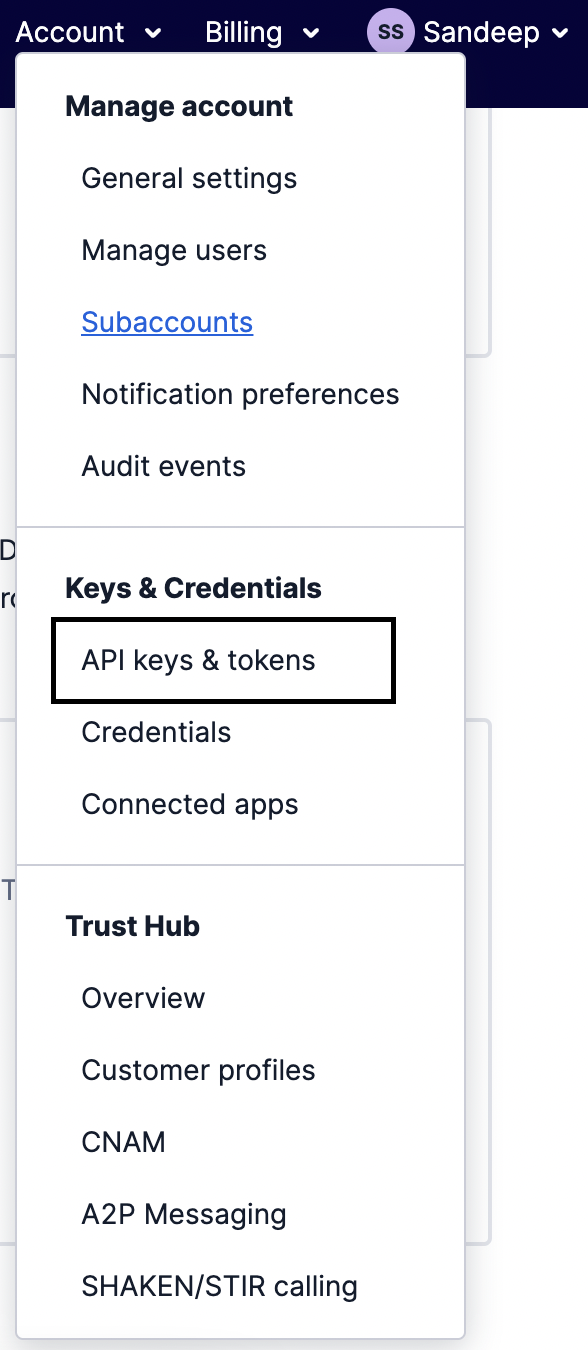 Account Billing SS Sandeep
Manage account
General settings
Manage users
Subaccounts
Notification preferences
Audit events
Keys & Credentials
API keys & tokens
Credentials
Connected apps
Trust Hub
Overview
Customer profiles
CNAM
A2P Messaging
SHAKEN/STIR calling